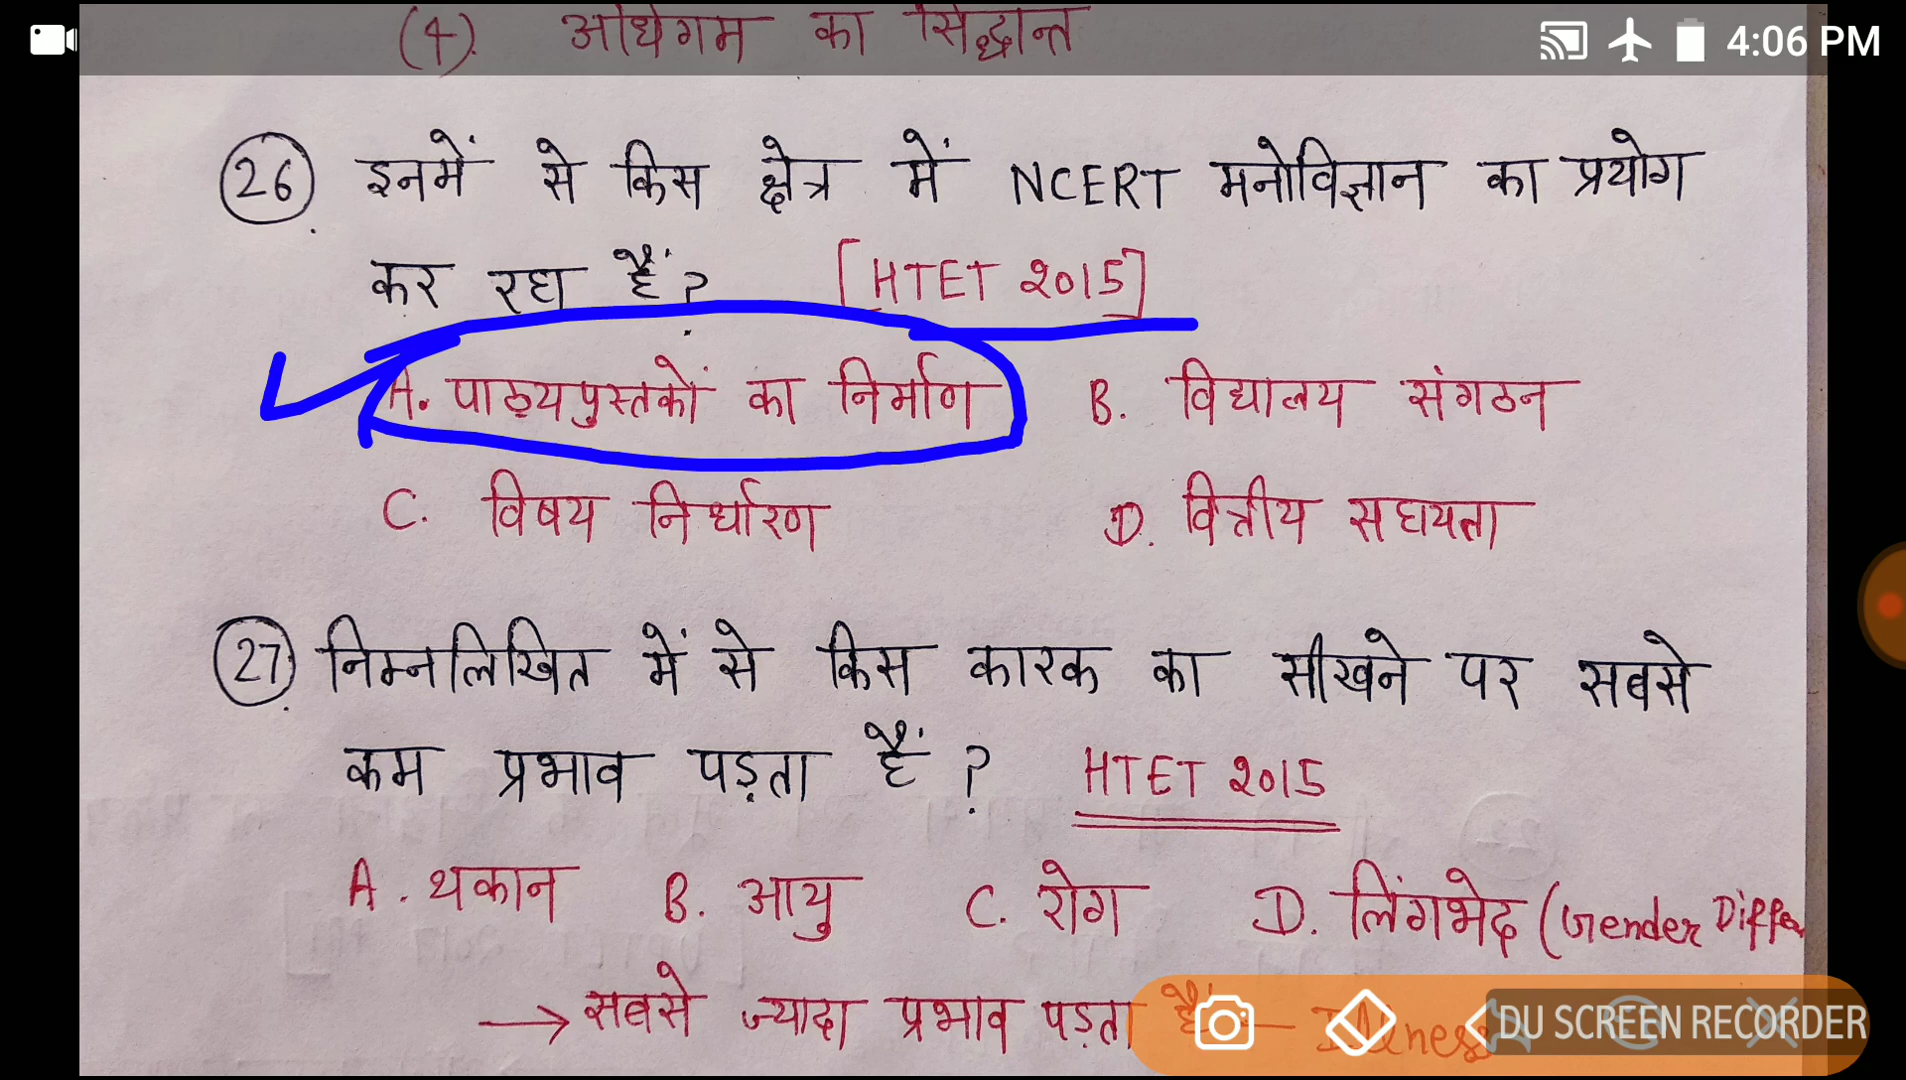 (4). अधिगम का सिद्धान्त
4:06 PM
26 इनमें से किस क्षेत्र में NCERT मनोविज्ञान का प्रयोग
कर रहा हैं? [HTET 2015]
A. पाठ्यपुस्तकों का निर्माण B. विद्यालय संगठन
C. विषय निर्धारण D. वित्तीय सहायता
27 निम्नलिखित में से किस कारक का सीखने पर सबसे
कम प्रभाव पड़ता हैं ? HTET 2015
A. थकान B. आयु C. रोग D. लिंगभेद (Gender Diffe
→ सबसे ज्यादा प्रभाव पड़ता हैं — Illness
DU SCREEN RECORDER